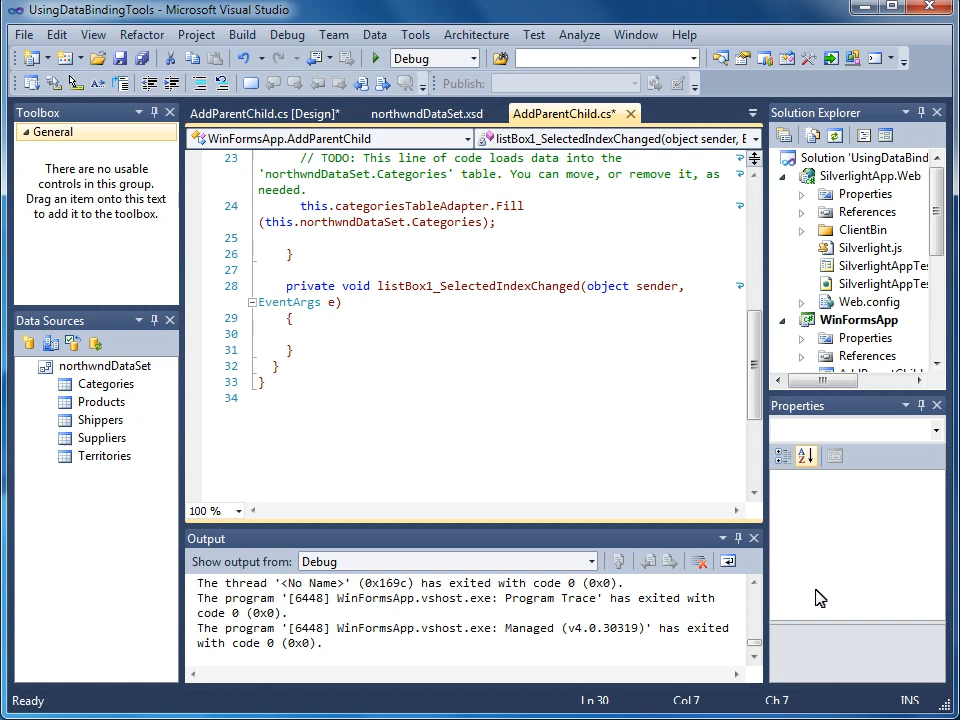 UsingDataBindingTools - Microsoft Visual Studio
File Edit View Refactor Project Build Debug Team Data Tools Architecture Test Analyze Window Help
Debug
Publish:
Toolbox
General
There are no usable
controls in this group.
Drag an item onto this text
to add it to the toolbox.
Data Sources
northwndDataSet
Categories
Products
Shippers
Suppliers
Territories
AddParentChild.cs [Design]* northwndDataSet.xsd AddParentChild.cs*
WinFormsApp.AddParentChild listBox1_SelectedIndexChanged(object sender, E
23 // TODO: This line of code loads data into the
'northwndDataSet.Categories' table. You can move, or remove it, as
needed.
24 this.categoriesTableAdapter.Fill
(this.northwndDataSet.Categories);
25
26 }
27
28 private void listBox1_SelectedIndexChanged(object sender,
EventArgs e)
29 {
30
31 }
32 }
33 }
34
100 %
Output
Show output from: Debug
The thread '<No Name>' (0x169c) has exited with code 0 (0x0).
The program '[6448] WinFormsApp.vshost.exe: Program Trace' has exited with
code 0 (0x0).
The program '[6448] WinFormsApp.vshost.exe: Managed (v4.0.30319)' has exited
with code 0 (0x0).
Solution Explorer
Solution 'UsingDataBind
SilverlightApp.Web
Properties
References
ClientBin
Silverlight.js
SilverlightAppTe
SilverlightAppTe
Web.config
WinFormsApp
Properties
References
Properties
Ready Ln 30 Col 7 Ch 7 INS